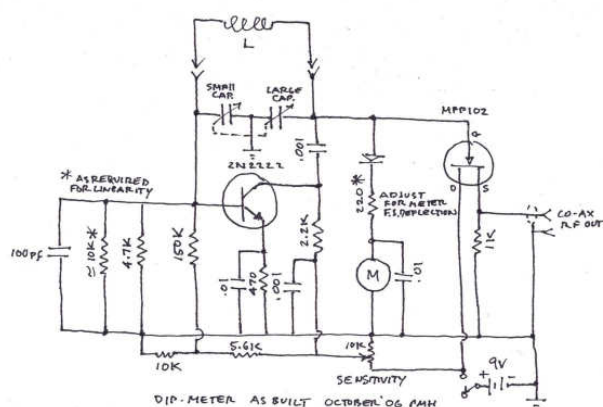 L
SMALL
CAP.
LARGE
CAP.
MPF102
G
D
S
2N2222
.001
* AS REQUIRED
FOR LINEARITY
220*
ADJUST
FOR METER
F.S. DEFLECTION
CO-AX
RF OUT
100pf
≈10K*
4.7K
150K
.01
470
.001
2.2K
M
.01
1K
10K
5.61K
10K
SENSITIVITY
9V
+
-
DIP-METER AS BUILT OCTOBER '06 PMH